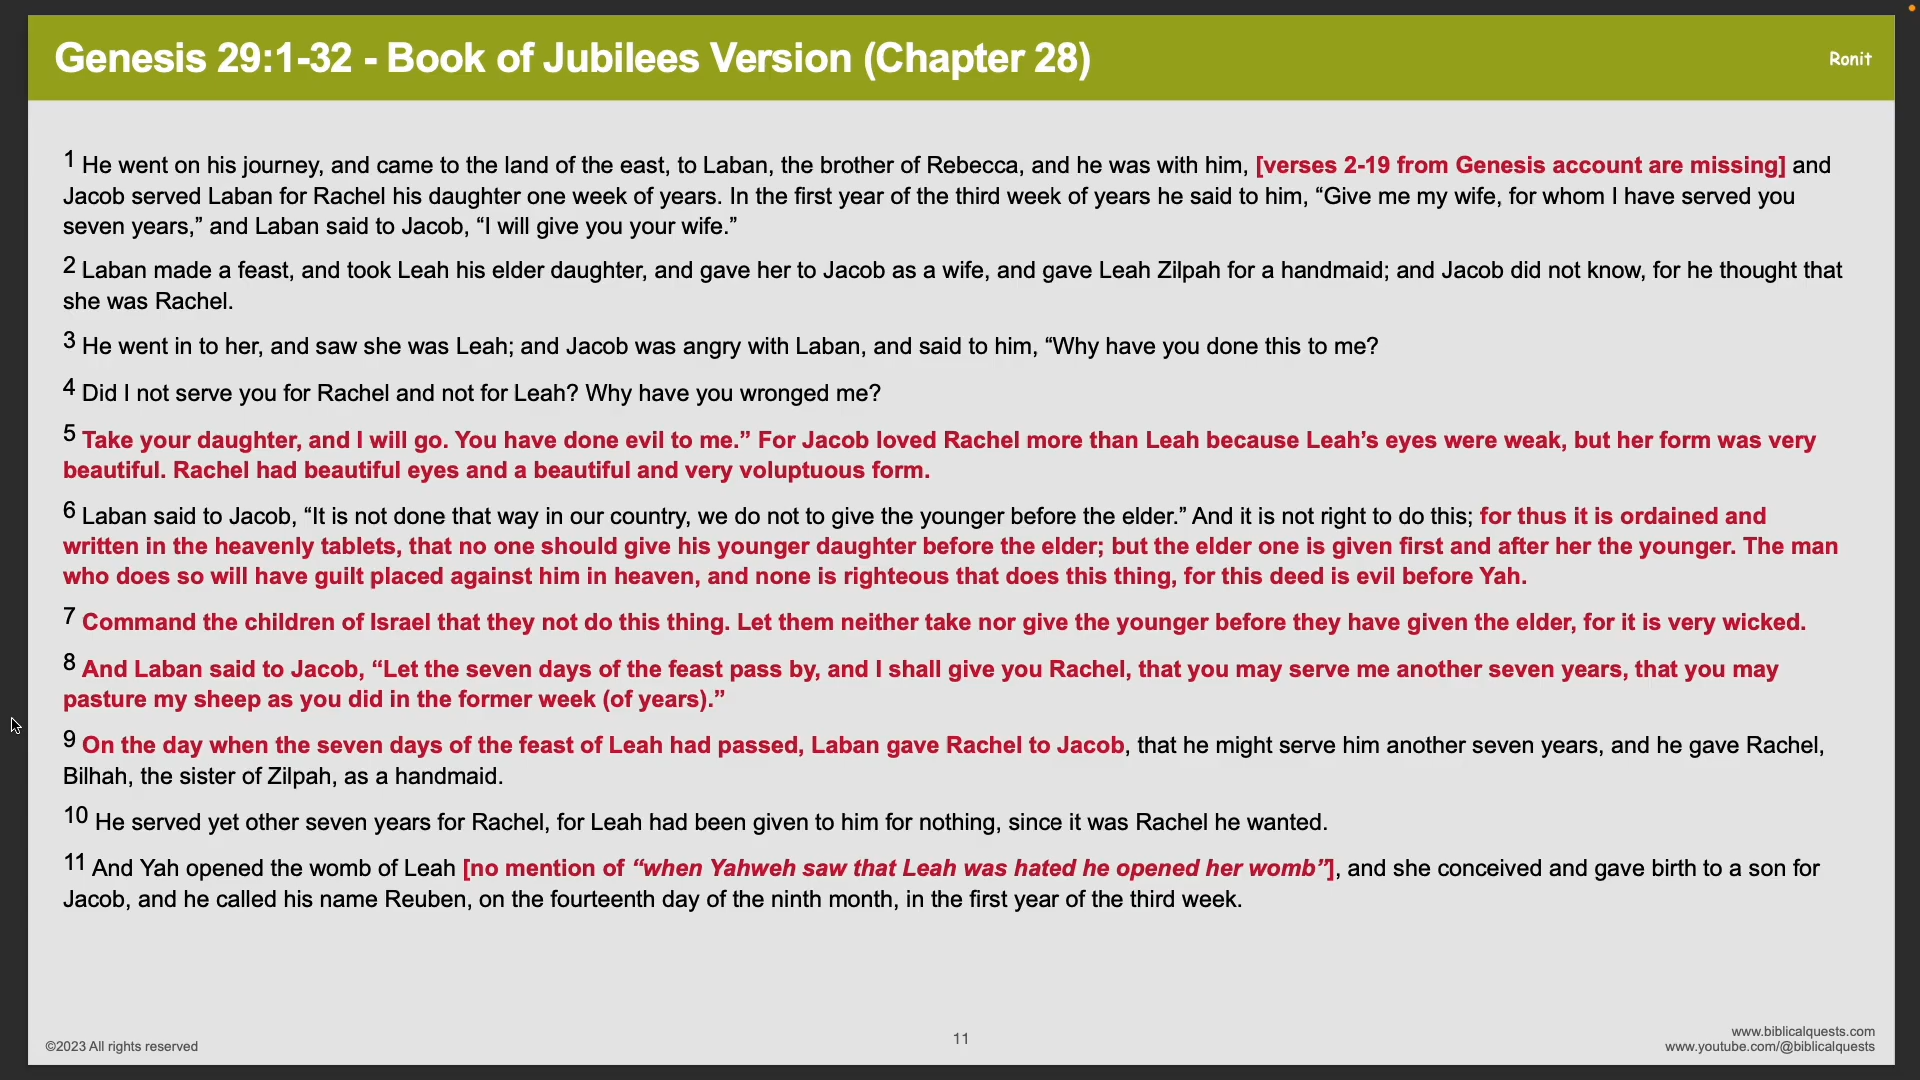 Genesis 29:1-32 - Book of Jubilees Version (Chapter 28)
Ronit
1 He went on his journey, and came to the land of the east, to Laban, the brother of Rebecca, and he was with him, [verses 2-19 from Genesis account are missing] and
Jacob served Laban for Rachel his daughter one week of years. In the first year of the third week of years he said to him, “Give me my wife, for whom I have served you
seven years,” and Laban said to Jacob, “I will give you your wife.”
2 Laban made a feast, and took Leah his elder daughter, and gave her to Jacob as a wife, and gave Leah Zilpah for a handmaid; and Jacob did not know, for he thought that
she was Rachel.
3 He went in to her, and saw she was Leah; and Jacob was angry with Laban, and said to him, “Why have you done this to me?
4 Did I not serve you for Rachel and not for Leah? Why have you wronged me?
5 Take your daughter, and I will go. You have done evil to me.” For Jacob loved Rachel more than Leah because Leah’s eyes were weak, but her form was very
beautiful. Rachel had beautiful eyes and a beautiful and very voluptuous form.
6 Laban said to Jacob, “It is not done that way in our country, we do not to give the younger before the elder.” And it is not right to do this; for thus it is ordained and
written in the heavenly tablets, that no one should give his younger daughter before the elder; but the elder one is given first and after her the younger. The man
who does so will have guilt placed against him in heaven, and none is righteous that does this thing, for this deed is evil before Yah.
7 Command the children of Israel that they not do this thing. Let them neither take nor give the younger before they have given the elder, for it is very wicked.
8 And Laban said to Jacob, “Let the seven days of the feast pass by, and I shall give you Rachel, that you may serve me another seven years, that you may
pasture my sheep as you did in the former week (of years).”
9 On the day when the seven days of the feast of Leah had passed, Laban gave Rachel to Jacob, that he might serve him another seven years, and he gave Rachel,
Bilhah, the sister of Zilpah, as a handmaid.
10 He served yet other seven years for Rachel, for Leah had been given to him for nothing, since it was Rachel he wanted.
11 And Yah opened the womb of Leah [no mention of “when Yahweh saw that Leah was hated he opened her womb”], and she conceived and gave birth to a son for
Jacob, and he called his name Reuben, on the fourteenth day of the ninth month, in the first year of the third week.
©2023 All rights reserved
11
www.biblicalquests.com
www.youtube.com/@biblicalquests